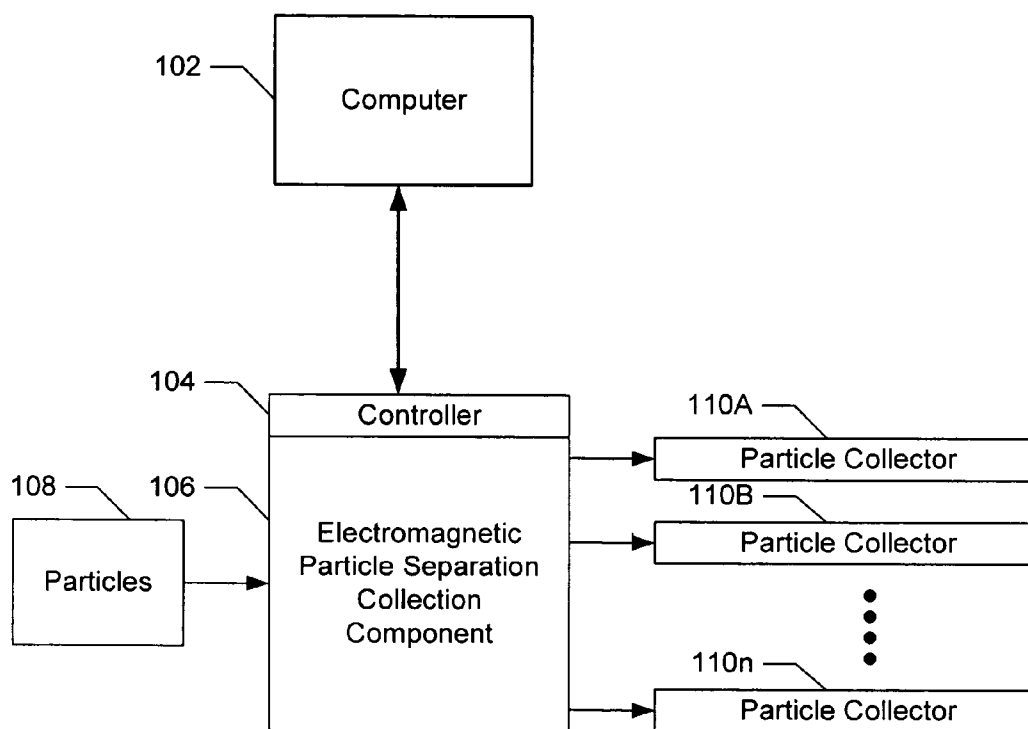 102
Computer
104
Controller
110A
Particle Collector
108
106
110B
Particle Collector
Particles
Electromagnetic
Particle Separation
Collection
Component
110n
Particle Collector